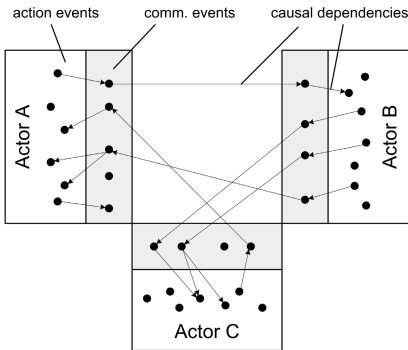 action events
comm. events
causal dependencies
Actor A
Actor B
Actor C